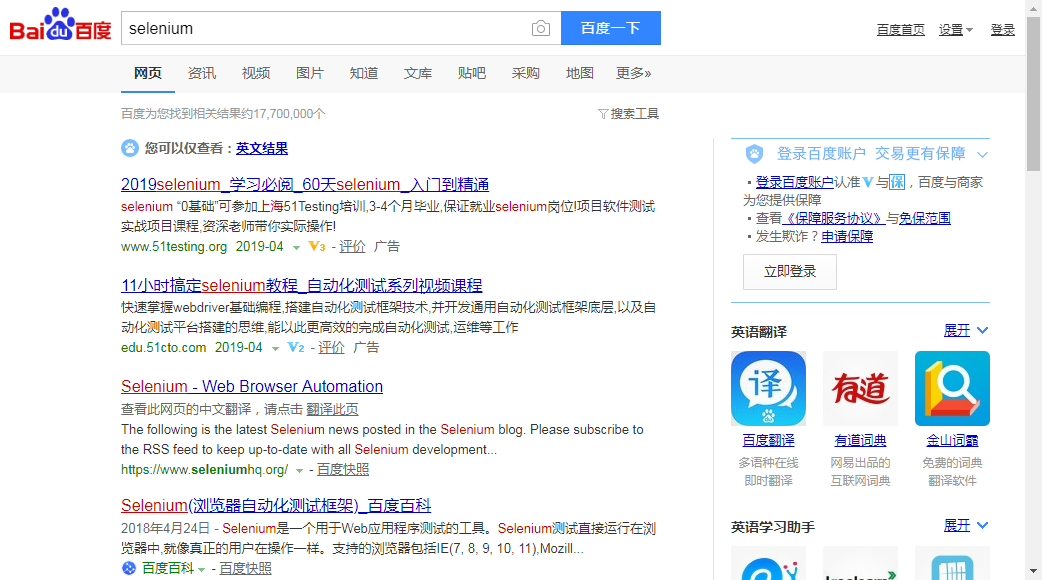 Bai du 百度
selenium
百度一下
百度首页 设置 登录
网页 资讯 视频 图片 知道 文库 贴吧 采购 地图 更多»
百度为您找到相关结果约17,700,000个
搜索工具
您可以仅查看：英文结果
2019selenium_学习必阅_60天selenium_入门到精通
selenium “0基础”可参加上海51Testing培训,3-4个月毕业,保证就业selenium岗位!项目软件测试
实战项目课程,资深老师带你实际操作!
www.51testing.org 2019-04 V3 - 评价 广告
11小时搞定selenium教程_自动化测试系列视频课程
快速掌握webdriver基础编程,搭建自动化测试框架技术,并开发通用自动化测试框架底层,以及自
动化测试平台搭建的思维,能以此更高效的完成自动化测试,运维等工作
edu.51cto.com 2019-04 V2 - 评价 广告
Selenium - Web Browser Automation
查看此网页的中文翻译，请点击 翻译此页
The following is the latest Selenium news posted in the Selenium blog. Please subscribe to
the RSS feed to keep up-to-date with all Selenium development...
https://www.seleniumhq.org/ - 百度快照
Selenium(浏览器自动化测试框架)_百度百科
2018年4月24日 - Selenium是一个用于Web应用程序测试的工具。Selenium测试直接运行在浏
览器中,就像真正的用户在操作一样。支持的浏览器包括IE(7, 8, 9, 10, 11),Mozill...
百度百科 - 百度快照
登录百度账户 交易更有保障
·登录百度账户认准V与保，百度与商家
为您提供保障
·查看《保障服务协议》与免保范围
·发生欺诈？申请保障
立即登录
英语翻译 展开
译
有道
百度翻译 有道词典 金山词霸
多语种在线 网易出品的 免费的词典
即时翻译 互联网词典 翻译软件
英语学习助手 展开